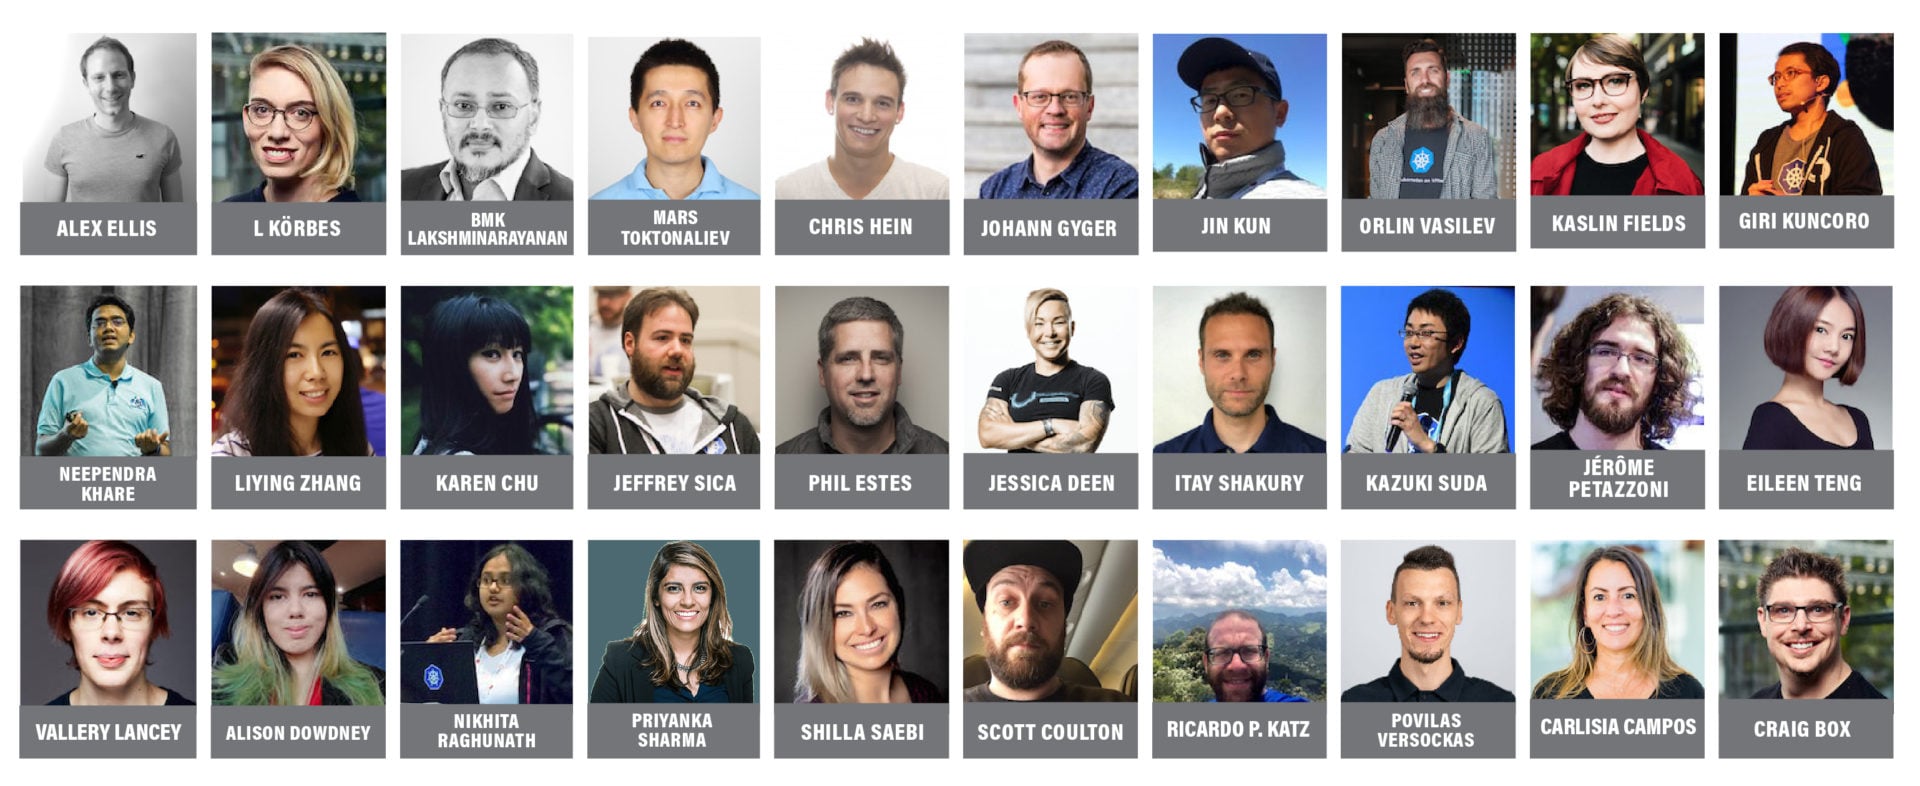 ALEX ELLIS
L KÖRBES
BMK
LAKSHMINARAYANAN
MARS
TOKTONALIEV
CHRIS HEIN
JOHANN GYGER
JIN KUN
ORLIN VASILEV
KASLIN FIELDS
GIRI KUNCORO
NEEPENDRA
KHARE
LIYING ZHANG
KAREN CHU
JEFFREY SICA
PHIL ESTES
JESSICA DEEN
ITAY SHAKURY
KAZUKI SUDA
JÉRÔME
PETAZZONI
EILEEN TENG
VALLERY LANCEY
ALISON DOWDNEY
NIKHITA
RAGHUNATH
PRIYANKA
SHARMA
SHILLA SAEBI
SCOTT COULTON
RICARDO P. KATZ
POVILAS
VERSOCKAS
CARLISIA CAMPOS
CRAIG BOX